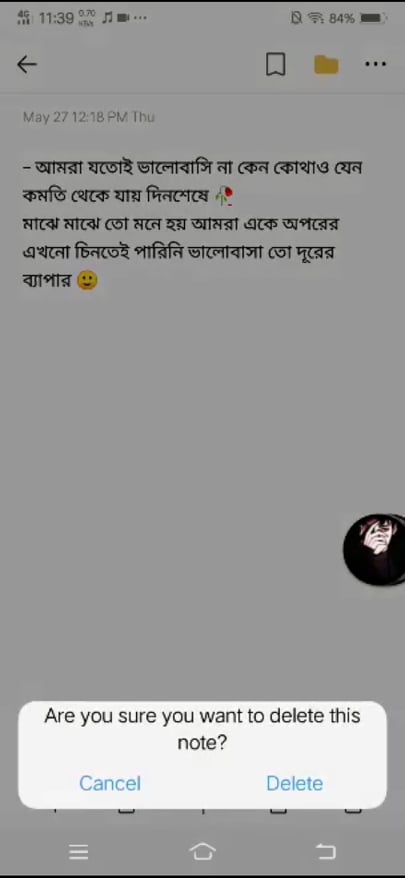 4G 11:39 0.70 KB/s 84%
May 27 12:18 PM Thu
– আমরা যতোই ভালোবাসি না কেন কোথাও যেন
কমতি থেকে যায় দিনশেষে 🥀
মাঝে মাঝে তো মনে হয় আমরা একে অপরের
এখনো চিনতেই পারিনি ভালোবাসা তো দূরের
ব্যাপার 🙂
Are you sure you want to delete this
note?
Cancel Delete